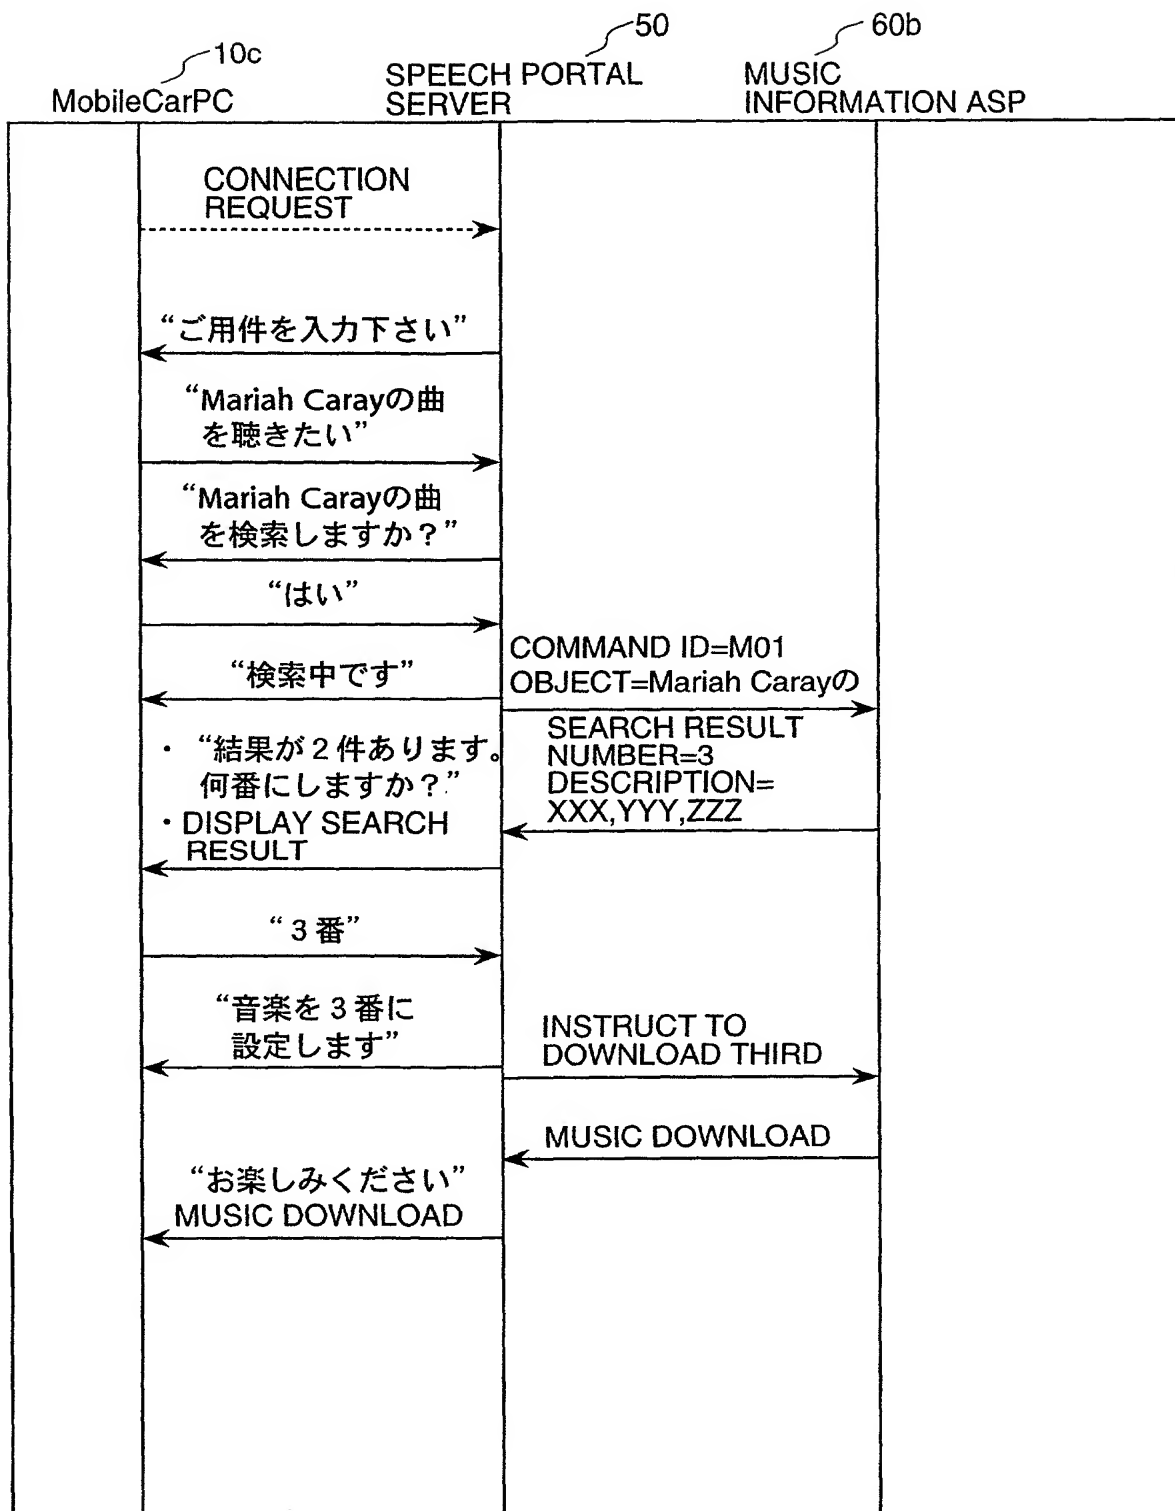 10c
50
60b
MobileCarPC
SPEECH PORTAL
SERVER
MUSIC
INFORMATION ASP
CONNECTION
REQUEST
“ご用件を入力下さい”
“Mariah Carayの曲
を聴きたい”
“Mariah Carayの曲
を検索しますか？”
“はい”
“検索中です”
COMMAND ID=M01
OBJECT=Mariah Carayの
・ “結果が２件あります。
何番にしますか？”
・DISPLAY SEARCH
RESULT
SEARCH RESULT
NUMBER=3
DESCRIPTION=
XXX,YYY,ZZZ
“３番”
“音楽を３番に
設定します”
INSTRUCT TO
DOWNLOAD THIRD
MUSIC DOWNLOAD
“お楽しみください”
MUSIC DOWNLOAD